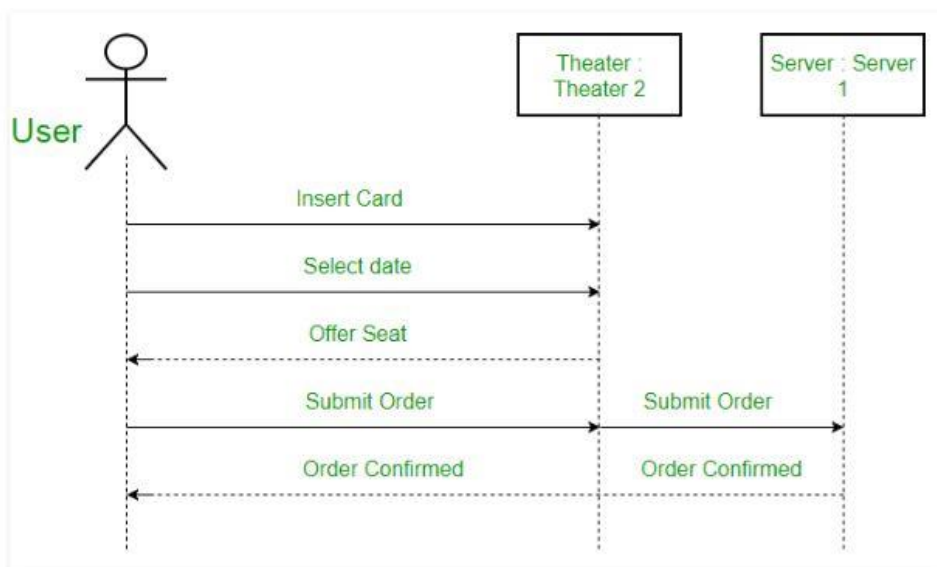 Theater :
Theater 2
Server : Server
1
User
Insert Card
Select date
Offer Seat
Submit Order
Submit Order
Order Confirmed
Order Confirmed